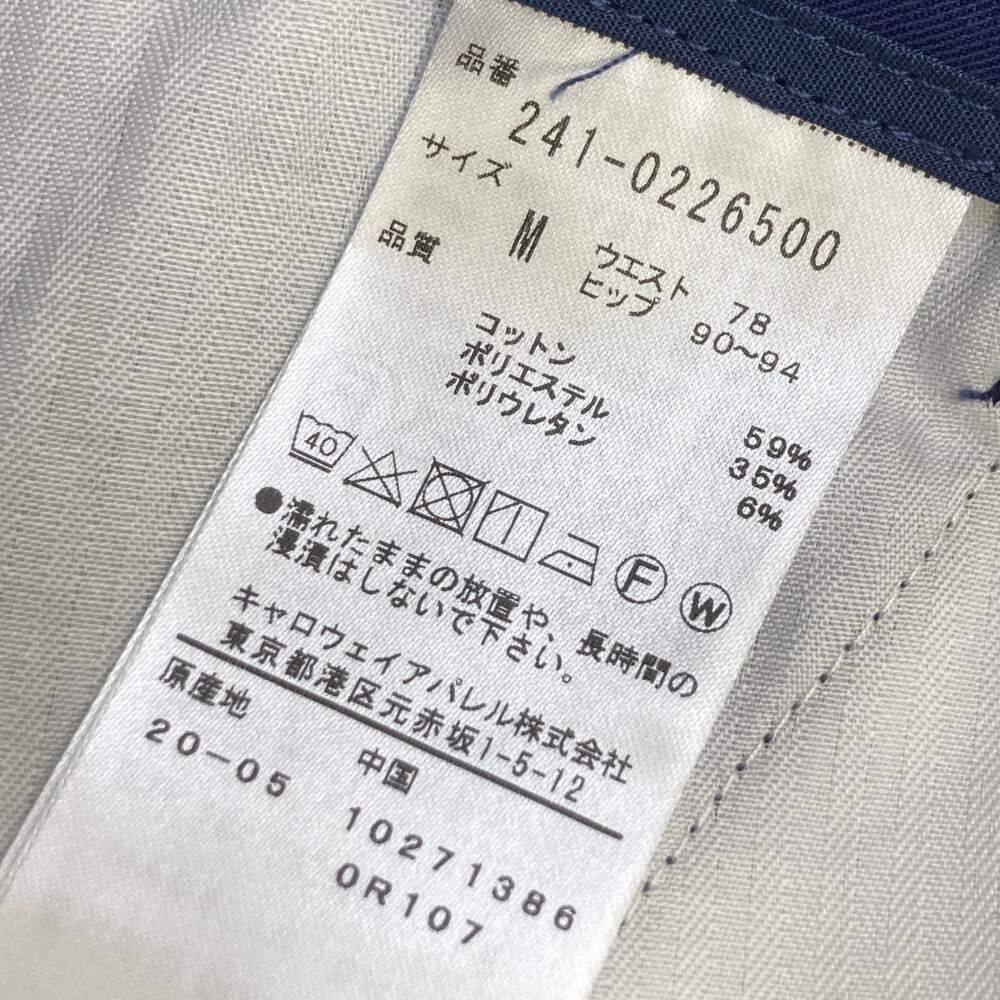 品番 241-0226500
サイズ M ウエスト 78
ヒップ 90~94
品質
コットン 59%
ポリエステル 35%
ポリウレタン 6%
40 F W
●濡れたままの放置や、長時間の
浸漬はしないで下さい。
キャロウェイアパレル株式会社
東京都港区元赤坂1-5-12
原産地 中国
20-05 10271386
0R107